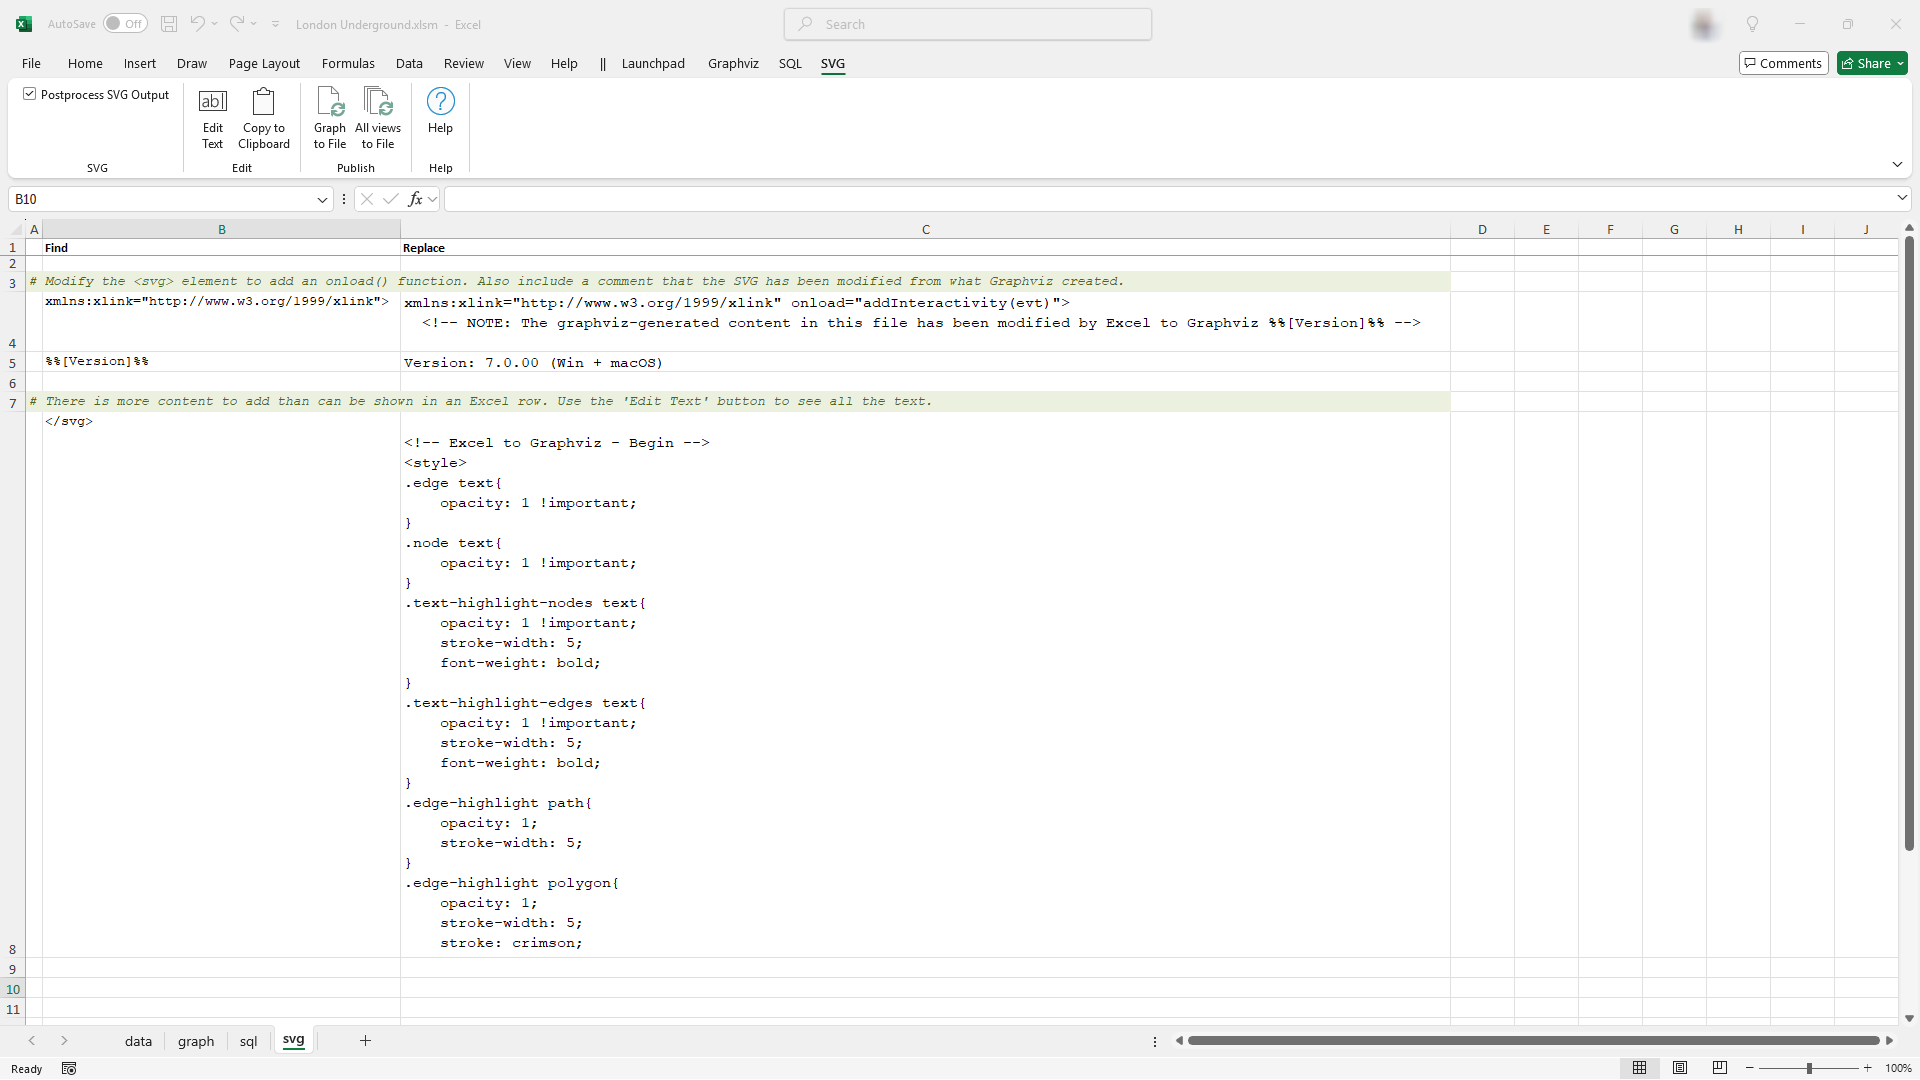 AutoSave Off London Underground.xlsm - Excel Search
File Home Insert Draw Page Layout Formulas Data Review View Help || Launchpad Graphviz SQL SVG Comments Share
Postprocess SVG Output
ab|
Edit Text
Copy to Clipboard
Graph to File
All views to File
Help
SVG Edit Publish Help
B10 fx
A B C D E F G H I J
1 Find Replace
2
3 # Modify the <svg> element to add an onload() function. Also include a comment that the SVG has been modified from what Graphviz created.
xmlns:xlink="http://www.w3.org/1999/xlink"> xmlns:xlink="http://www.w3.org/1999/xlink" onload="addInteractivity(evt)">
<!-- NOTE: The graphviz-generated content in this file has been modified by Excel to Graphviz %%[Version]%% -->
4
5 %%[Version]%% Version: 7.0.00 (Win + macOS)
6
7 # There is more content to add than can be shown in an Excel row. Use the 'Edit Text' button to see all the text.
</svg>
<!-- Excel to Graphviz - Begin -->
<style>
.edge text{
opacity: 1 !important;
}
.node text{
opacity: 1 !important;
}
.text-highlight-nodes text{
opacity: 1 !important;
stroke-width: 5;
font-weight: bold;
}
.text-highlight-edges text{
opacity: 1 !important;
stroke-width: 5;
font-weight: bold;
}
.edge-highlight path{
opacity: 1;
stroke-width: 5;
}
.edge-highlight polygon{
opacity: 1;
stroke-width: 5;
8 stroke: crimson;
9
10
11
data graph sql svg
Ready 100%